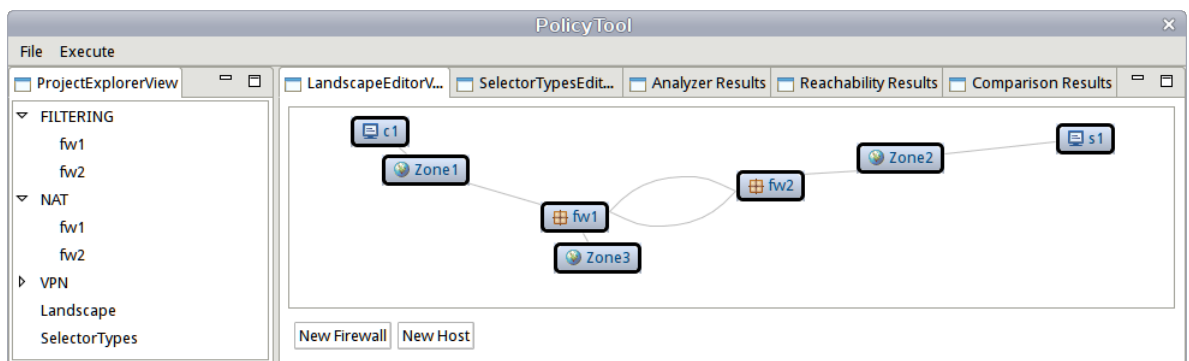 PolicyTool
File Execute
ProjectExplorerView
LandscapeEditorV... SelectorTypesEdit... Analyzer Results Reachability Results Comparison Results
FILTERING
fw1
fw2
NAT
fw1
fw2
VPN
Landscape
SelectorTypes
c1
Zone1
fw1
Zone3
fw2
Zone2
s1
New Firewall New Host